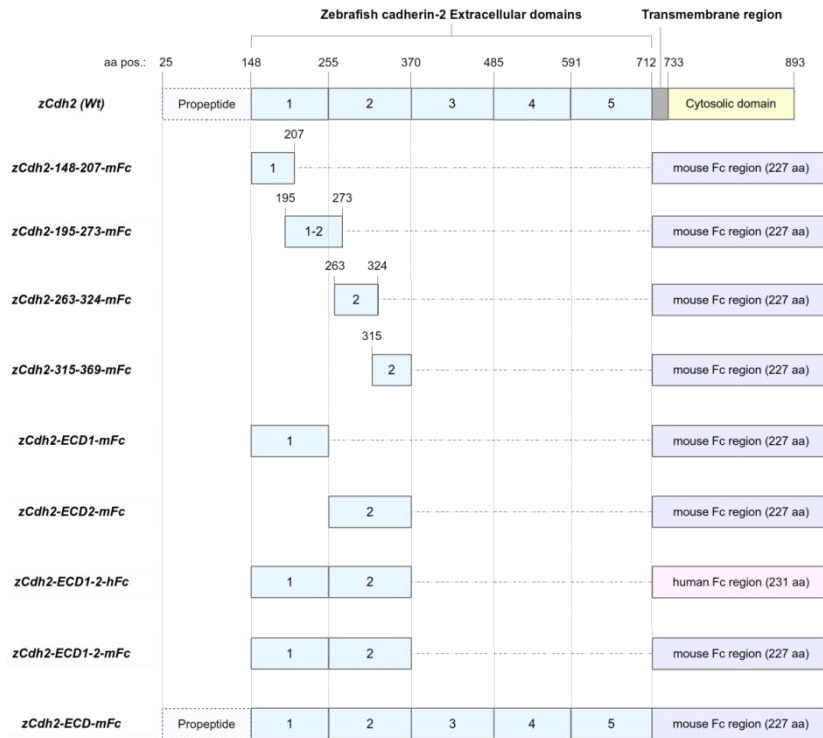 Zebrafish cadherin-2 Extracellular domains Transmembrane region
aa pos.: 25 148 255 370 485 591 712 733 893
zCdh2 (Wt) Propeptide 1 2 3 4 5 Cytosolic domain
207
zCdh2-148-207-mFc 1 mouse Fc region (227 aa)
195 273
zCdh2-195-273-mFc 1-2 mouse Fc region (227 aa)
263 324
zCdh2-263-324-mFc 2 mouse Fc region (227 aa)
315
zCdh2-315-369-mFc 2 mouse Fc region (227 aa)
zCdh2-ECD1-mFc 1 mouse Fc region (227 aa)
zCdh2-ECD2-mFc 2 mouse Fc region (227 aa)
zCdh2-ECD1-2-hFc 1 2 human Fc region (231 aa)
zCdh2-ECD1-2-mFc 1 2 mouse Fc region (227 aa)
zCdh2-ECD-mFc Propeptide 1 2 3 4 5 mouse Fc region (227 aa)